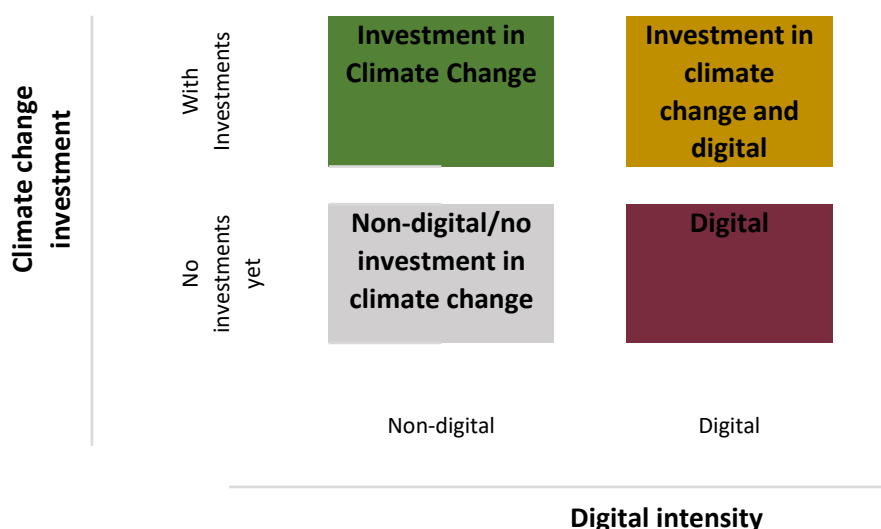 Climate change
investment
With
Investments
No
investments
yet
Investment in
Climate Change
Investment in
climate
change and
digital
Non-digital/no
investment in
climate change
Digital
Non-digital
Digital
Digital intensity